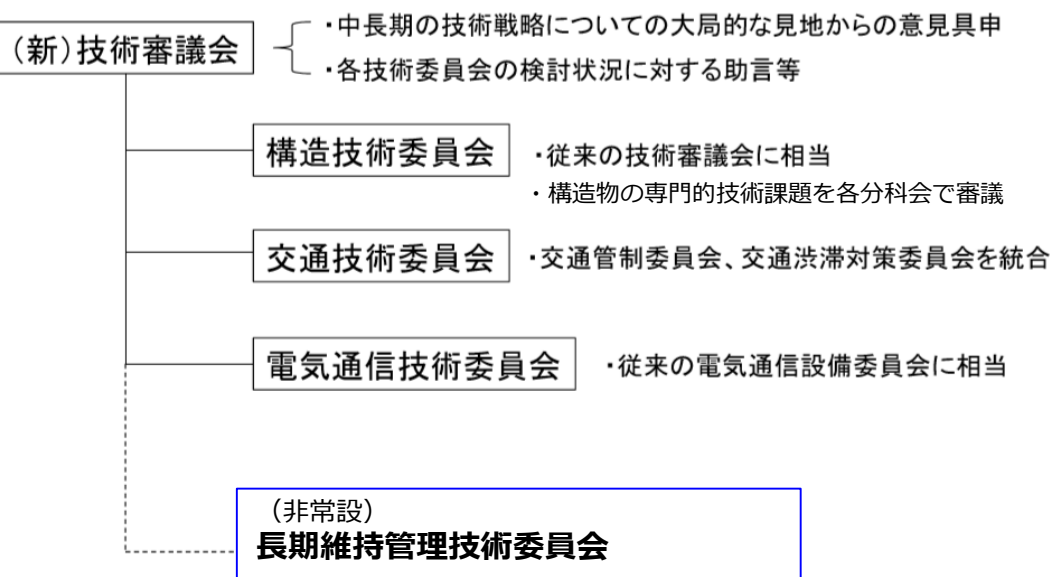 ・中長期の技術戦略についての大局的な見地からの意見具申
(新)技術審議会
・各技術委員会の検討状況に対する助言等
構造技術委員会
・従来の技術審議会に相当
・構造物の専門的技術課題を各分科会で審議
交通技術委員会
・交通管制委員会、交通渋滞対策委員会を統合
電気通信技術委員会
・従来の電気通信設備委員会に相当
（非常設）
長期維持管理技術委員会